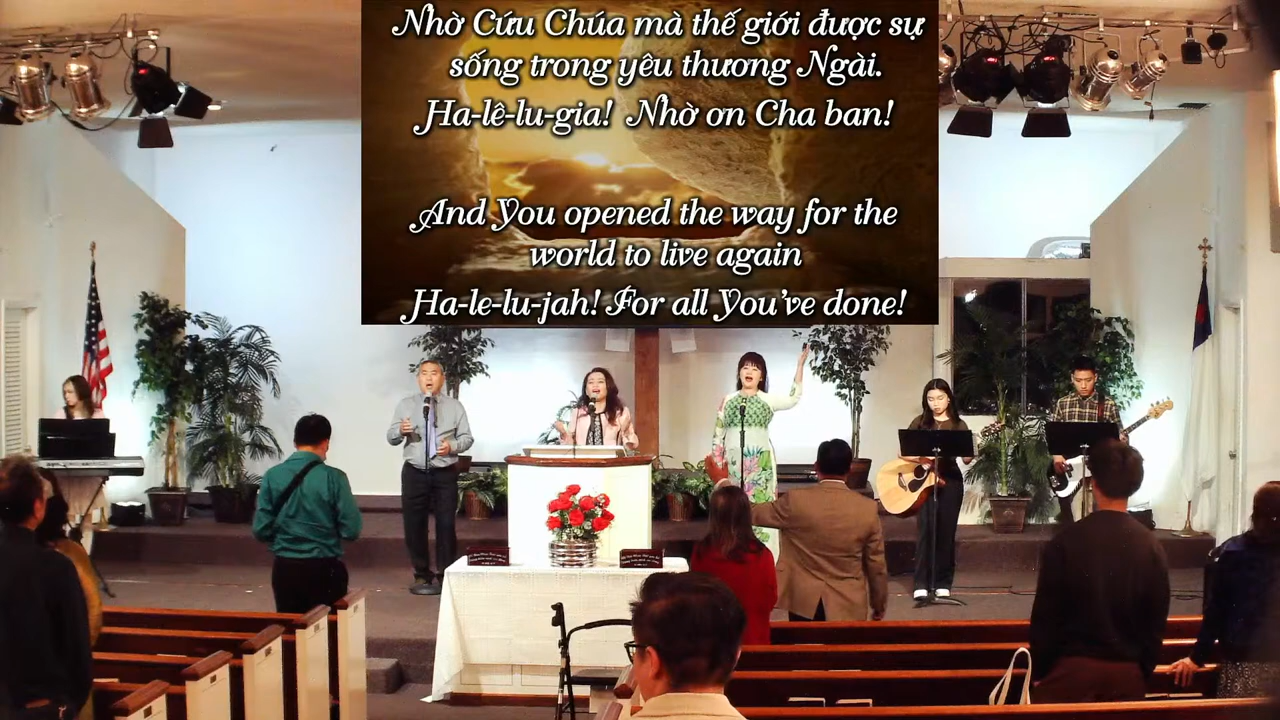 Nhờ Cứu Chúa mà thế giới được sự
sống trong yêu thương Ngài.
Ha-lê-lu-gia! Nhờ ơn Cha ban!
And You opened the way for the
world to live again
Ha-le-lu-jah! For all You've done!